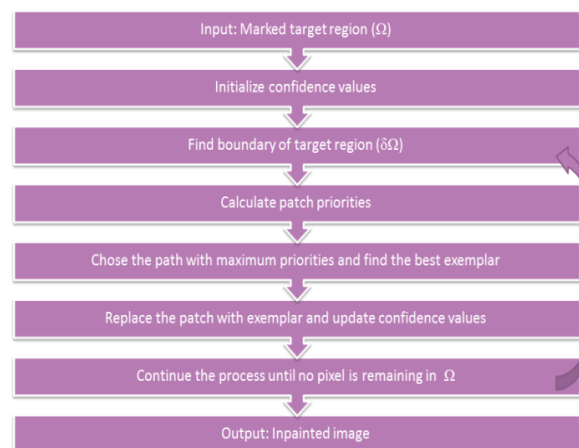 Input: Marked target region (Ω)
Initialize confidence values
Find boundary of target region (δΩ)
Calculate patch priorities
Chose the path with maximum priorities and find the best exemplar
Replace the patch with exemplar and update confidence values
Continue the process until no pixel is remaining in Ω
Output: Inpainted image